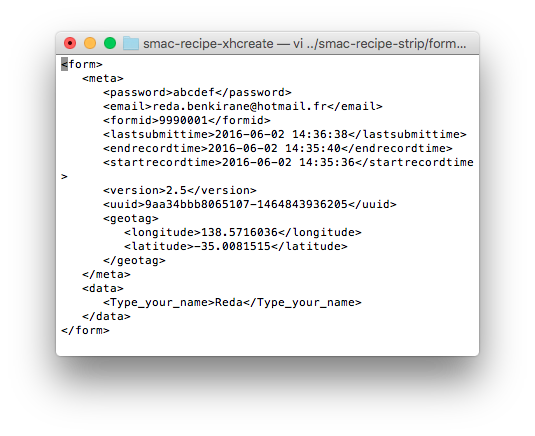 smac-recipe-xhcreate — vi ../smac-recipe-strip/form...
<form>
<meta>
<password>abcdef</password>
<email>reda.benkirane@hotmail.fr</email>
<formid>9990001</formid>
<lastsubmittime>2016-06-02 14:36:38</lastsubmittime>
<endrecordtime>2016-06-02 14:35:40</endrecordtime>
<startrecordtime>2016-06-02 14:35:36</startrecordtime
>
<version>2.5</version>
<uuid>9aa34bbb8065107-1464843936205</uuid>
<geotag>
<longitude>138.5716036</longitude>
<latitude>-35.0081515</latitude>
</geotag>
</meta>
<data>
<Type_your_name>Reda</Type_your_name>
</data>
</form>